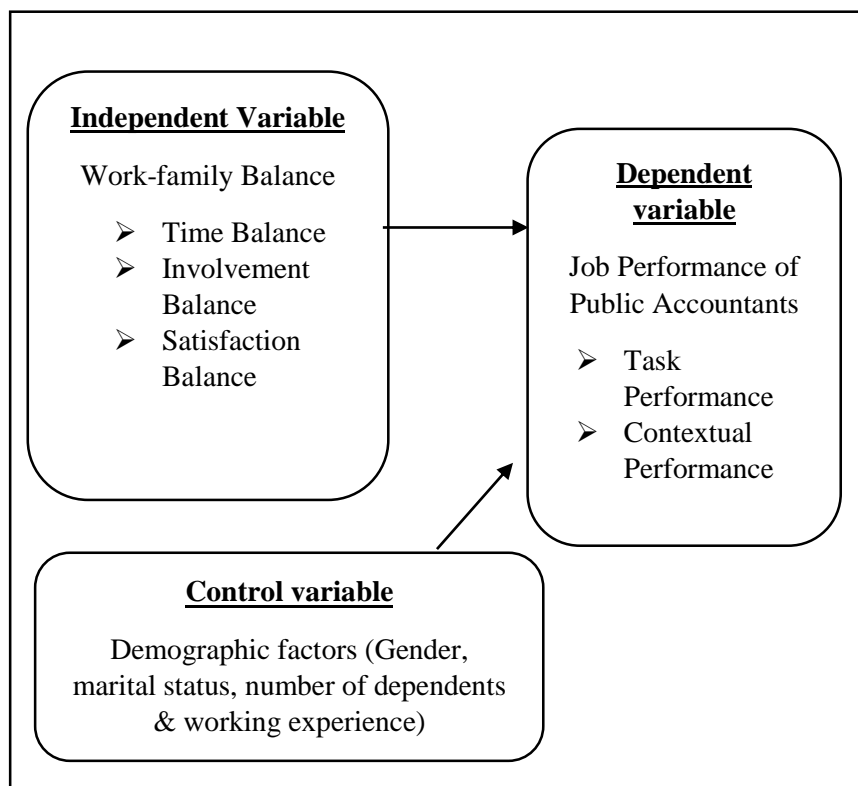 Independent Variable
Work-family Balance
➢ Time Balance
➢ Involvement
Balance
➢ Satisfaction
Balance
Dependent
variable
Job Performance of
Public Accountants
➢ Task
Performance
➢ Contextual
Performance
Control variable
Demographic factors (Gender,
marital status, number of dependents
& working experience)